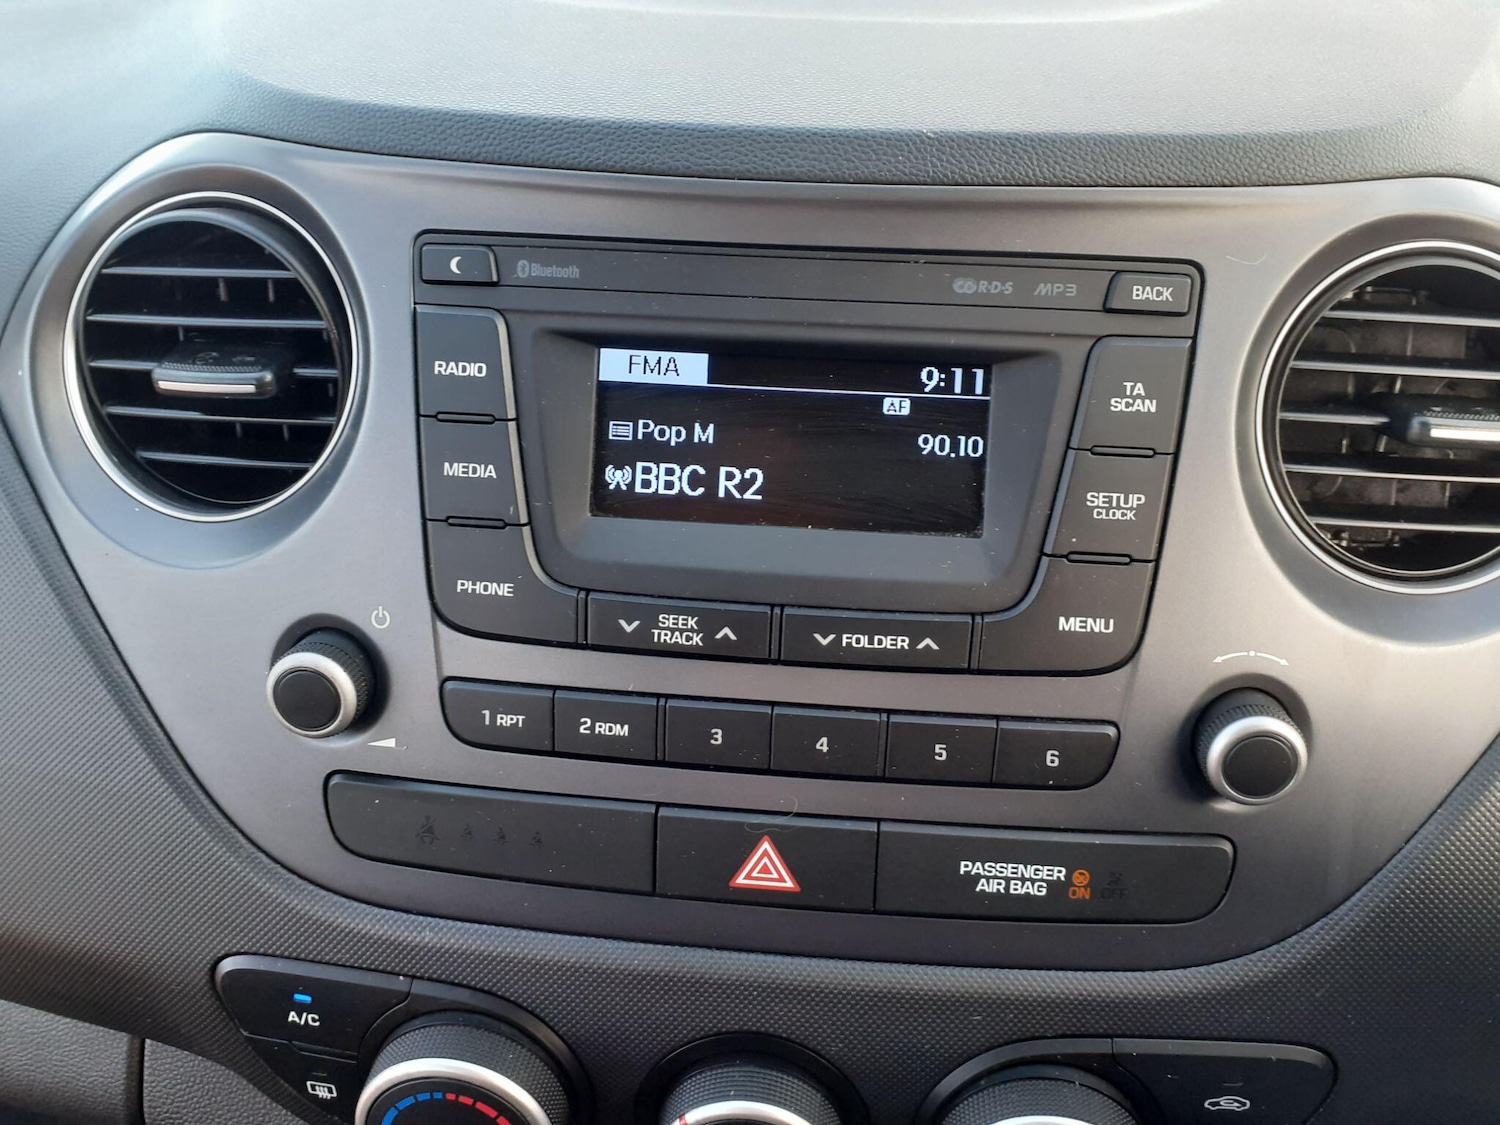 Bluetooth
R·D·S
MP3
BACK
RADIO
MEDIA
PHONE
FMA
9:11
AF
Pop M
90.10
BBC R2
TA
SCAN
SETUP
CLOCK
MENU
SEEK
TRACK
FOLDER
1 RPT
2 RDM
3
4
5
6
PASSENGER
AIR BAG
ON
OFF
A/C